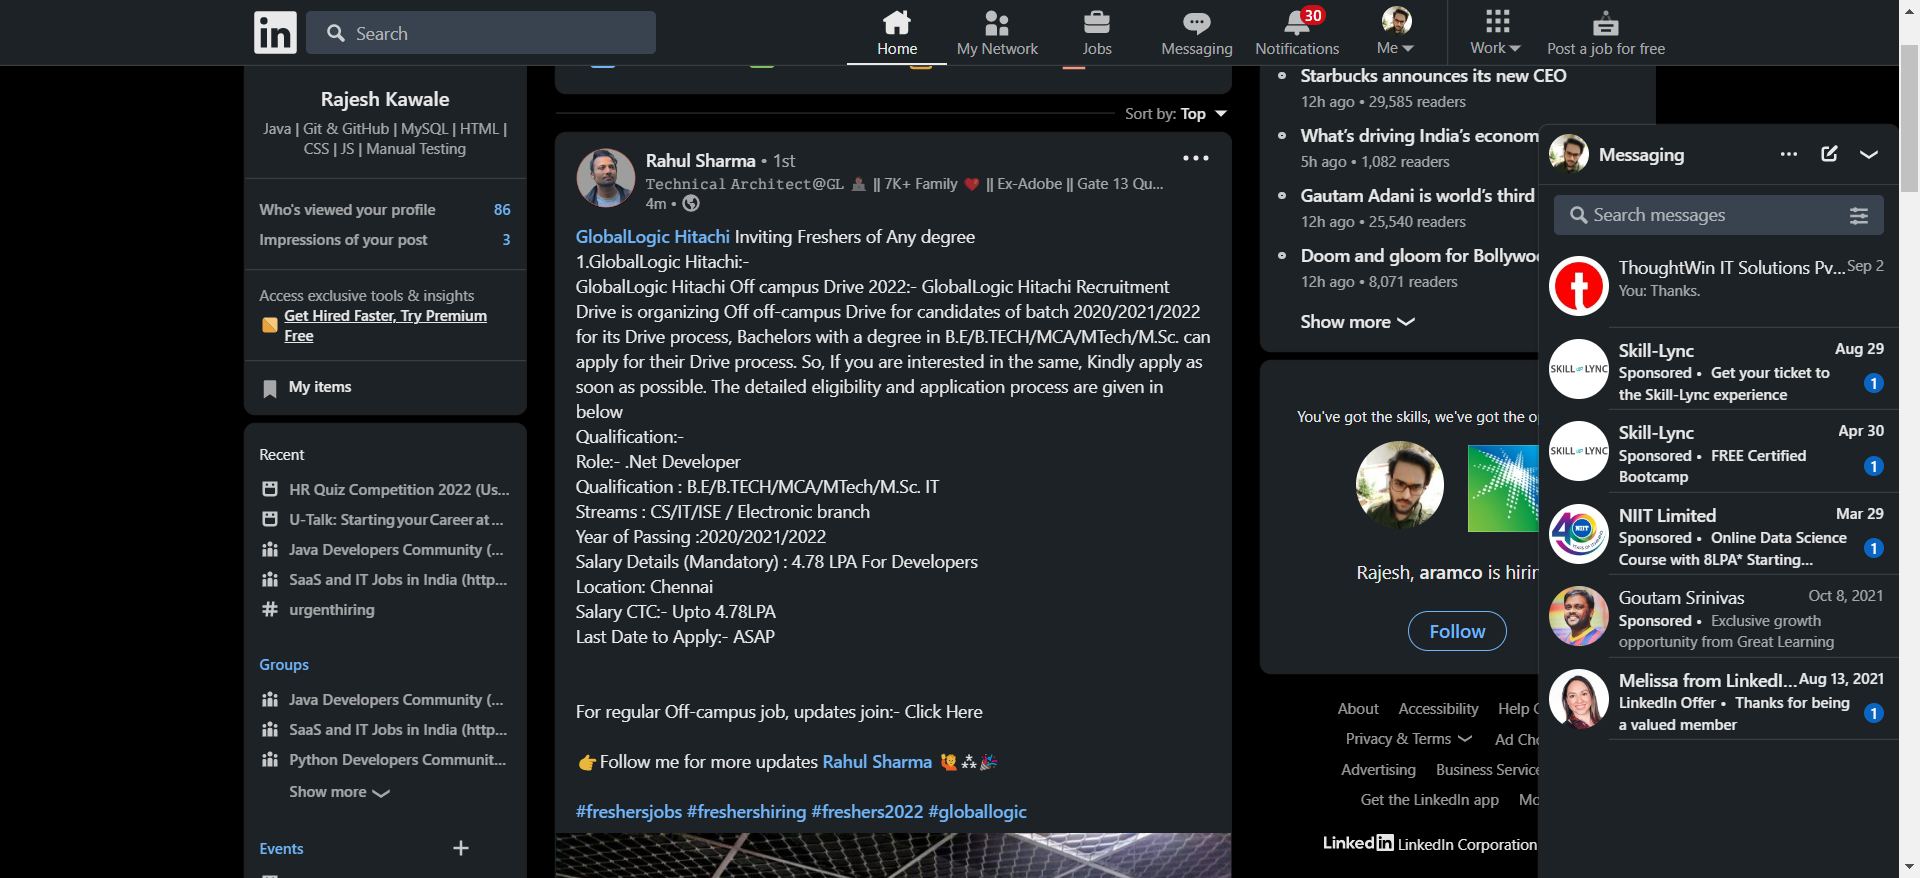 in
Search
Home
My Network
Jobs
Messaging
30
Notifications
Me
Work
Post a job for free
Rajesh Kawale
Java | Git & GitHub | MySQL | HTML |
CSS | JS | Manual Testing
Who's viewed your profile 86
Impressions of your post 3
Access exclusive tools & insights
Get Hired Faster, Try Premium
Free
My items
Recent
HR Quiz Competition 2022 (Us...
U-Talk: Starting your Career at ...
Java Developers Community (...
SaaS and IT Jobs in India (http...
# urgenthiring
Groups
Java Developers Community (...
SaaS and IT Jobs in India (http...
Python Developers Communit...
Show more
Events +
Sort by: Top
Rahul Sharma • 1st
Technical Architect@GL 👨🏻‍💻 || 7K+ Family ❤️ || Ex-Adobe || Gate 13 Qu...
4m •
GlobalLogic Hitachi Inviting Freshers of Any degree
1.GlobalLogic Hitachi:-
GlobalLogic Hitachi Off campus Drive 2022:- GlobalLogic Hitachi Recruitment
Drive is organizing Off off-campus Drive for candidates of batch 2020/2021/2022
for its Drive process, Bachelors with a degree in B.E/B.TECH/MCA/MTech/M.Sc. can
apply for their Drive process. So, If you are interested in the same, Kindly apply as
soon as possible. The detailed eligibility and application process are given in
below
Qualification:-
Role:- .Net Developer
Qualification : B.E/B.TECH/MCA/MTech/M.Sc. IT
Streams : CS/IT/ISE / Electronic branch
Year of Passing :2020/2021/2022
Salary Details (Mandatory) : 4.78 LPA For Developers
Location: Chennai
Salary CTC:- Upto 4.78LPA
Last Date to Apply:- ASAP
For regular Off-campus job, updates join:- Click Here
👉Follow me for more updates Rahul Sharma 🙋⁂🎉
#freshersjobs #freshershiring #freshers2022 #globallogic
Starbucks announces its new CEO
12h ago • 29,585 readers
What's driving India's econom
5h ago • 1,082 readers
Gautam Adani is world's third
12h ago • 25,540 readers
Doom and gloom for Bollywo
12h ago • 8,071 readers
Show more
You've got the skills, we've got the o
Rajesh, aramco is hirin
Follow
About Accessibility Help
Privacy & Terms Ad Cho
Advertising Business Service
Get the LinkedIn app Mo
LinkedIn LinkedIn Corporation
Messaging
Search messages
ThoughtWin IT Solutions Pv... Sep 2
You: Thanks.
SKILL LYNC
Skill-Lync Aug 29
Sponsored • Get your ticket to
the Skill-Lync experience
1
SKILL LYNC
Skill-Lync Apr 30
Sponsored • FREE Certified
Bootcamp
1
NIIT
NIIT Limited Mar 29
Sponsored • Online Data Science
Course with 8LPA* Starting...
1
Goutam Srinivas Oct 8, 2021
Sponsored • Exclusive growth
opportunity from Great Learning
Melissa from LinkedI... Aug 13, 2021
LinkedIn Offer • Thanks for being
a valued member
1